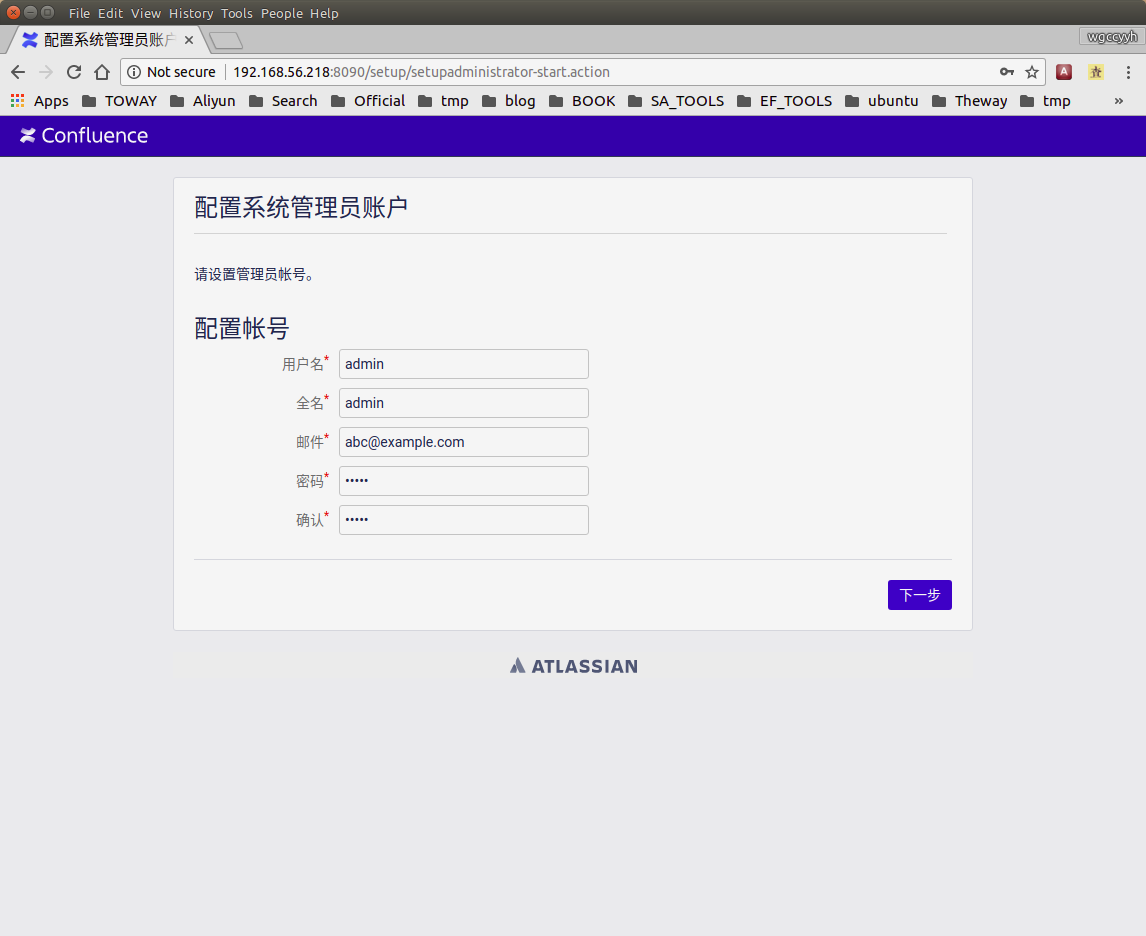 File Edit View History Tools People Help
配置系统管理员账户
wgccyyh
Not secure 192.168.56.218:8090/setup/setupadministrator-start.action
Apps TOWAY Aliyun Search Official tmp blog BOOK SA_TOOLS EF_TOOLS ubuntu Theway tmp »
Confluence
配置系统管理员账户
请设置管理员帐号。
配置帐号
用户名* admin
全名* admin
邮件* abc@example.com
密码* •••••
确认* •••••
下一步
ATLASSIAN